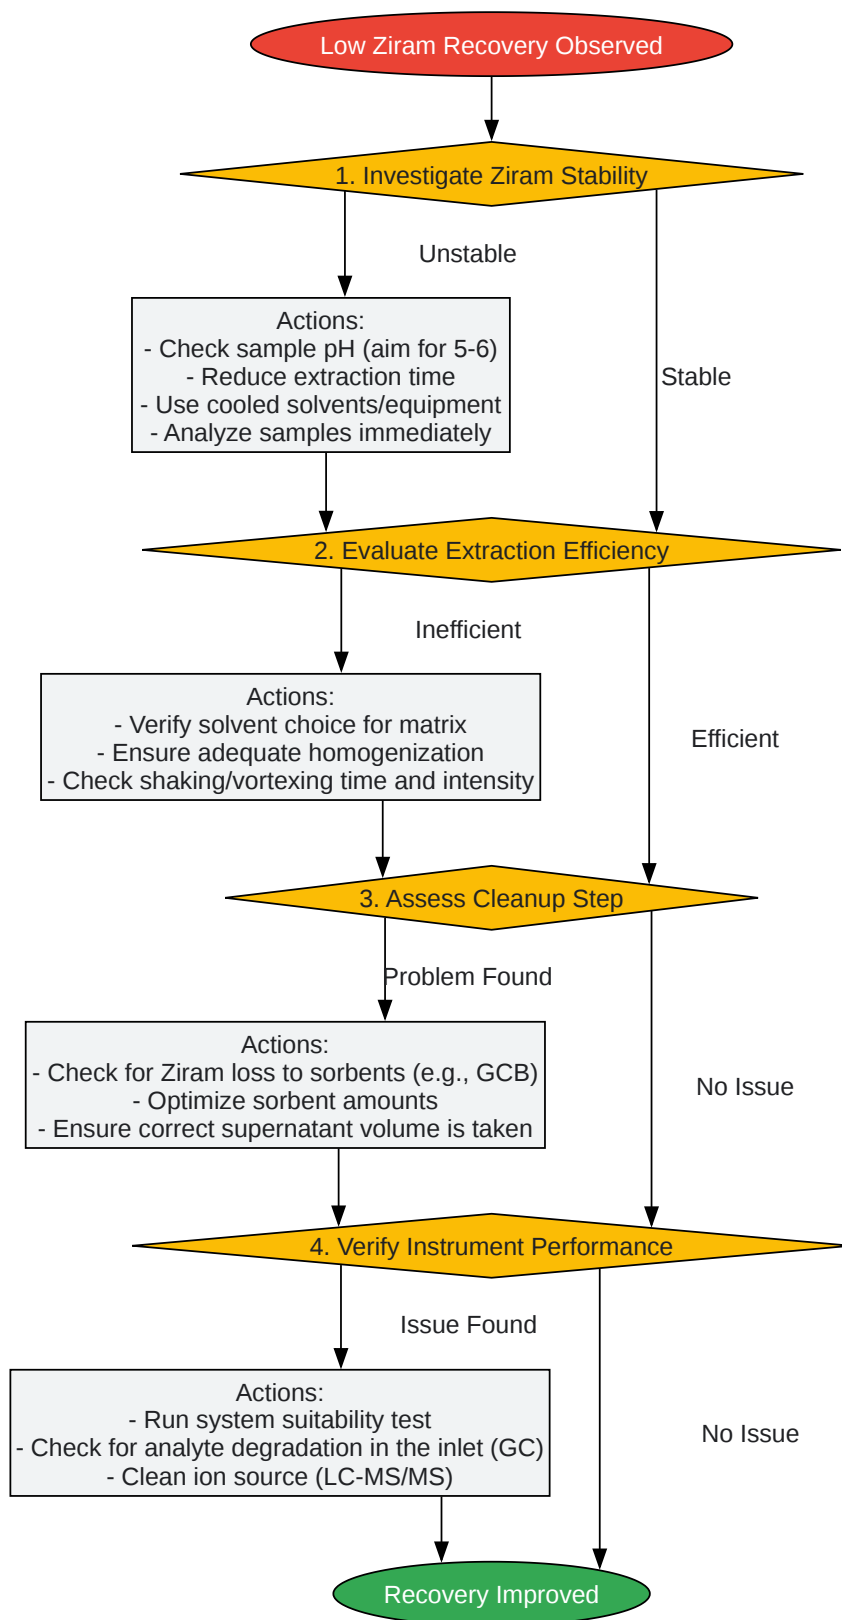 Low Ziram Recovery Observed
1. Investigate Ziram Stability
Unstable
Actions:
- Check sample pH (aim for 5-6)
- Reduce extraction time
- Use cooled solvents/equipment
- Analyze samples immediately
Stable
2. Evaluate Extraction Efficiency
Inefficient
Actions:
- Verify solvent choice for matrix
- Ensure adequate homogenization
- Check shaking/vortexing time and intensity
Efficient
3. Assess Cleanup Step
Problem Found
Actions:
- Check for Ziram loss to sorbents (e.g., GCB)
- Optimize sorbent amounts
- Ensure correct supernatant volume is taken
No Issue
4. Verify Instrument Performance
Issue Found
Actions:
- Run system suitability test
- Check for analyte degradation in the inlet (GC)
- Clean ion source (LC-MS/MS)
No Issue
Recovery Improved